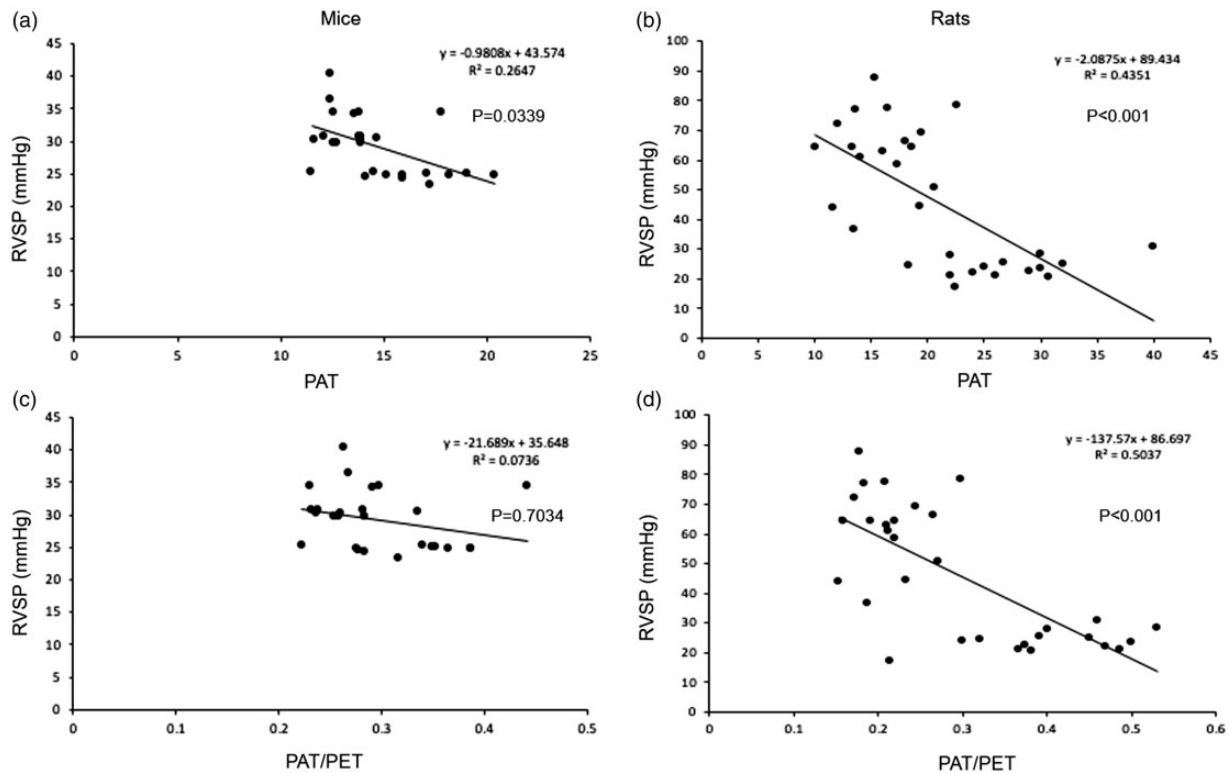 (a)
Mice
y = -0.9808x + 43.574
R² = 0.2647
P=0.0339
RVSP (mmHg)
45
40
35
30
25
20
15
10
5
0
0 5 10 15 20 25
PAT
(b)
Rats
y = -2.0875x + 89.434
R² = 0.4351
P<0.001
RVSP (mmHg)
100
90
80
70
60
50
40
30
20
10
0
0 5 10 15 20 25 30 35 40 45
PAT
(c)
y = -21.689x + 35.648
R² = 0.0736
P=0.7034
RVSP (mmHg)
45
40
35
30
25
20
15
10
5
0
0 0.1 0.2 0.3 0.4 0.5
PAT/PET
(d)
y = -137.57x + 86.697
R² = 0.5037
P<0.001
RVSP (mmHg)
100
90
80
70
60
50
40
30
20
10
0
0 0.1 0.2 0.3 0.4 0.5 0.6
PAT/PET